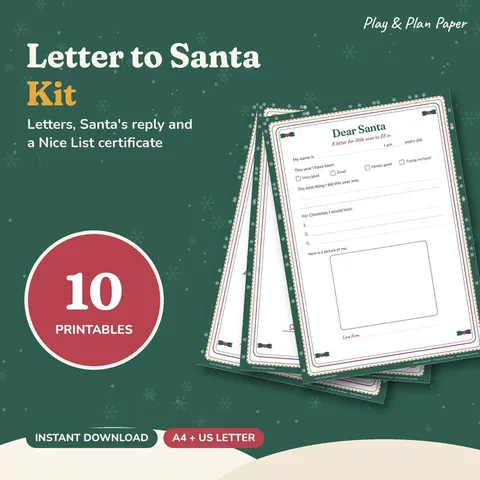 Play & Plan Paper
Letter to Santa
Kit
Letters, Santa's reply and
a Nice List certificate
10
PRINTABLES
INSTANT DOWNLOAD
A4 + US LETTER
Dear Santa
A letter for little ones to fill in
My name is
I am
years old
This year I have been:
Very good
Good
Mostly good
Trying my best
The best thing I did this year was
For Christmas I would love:
1.
2.
3.
Here is a picture of me:
Love from